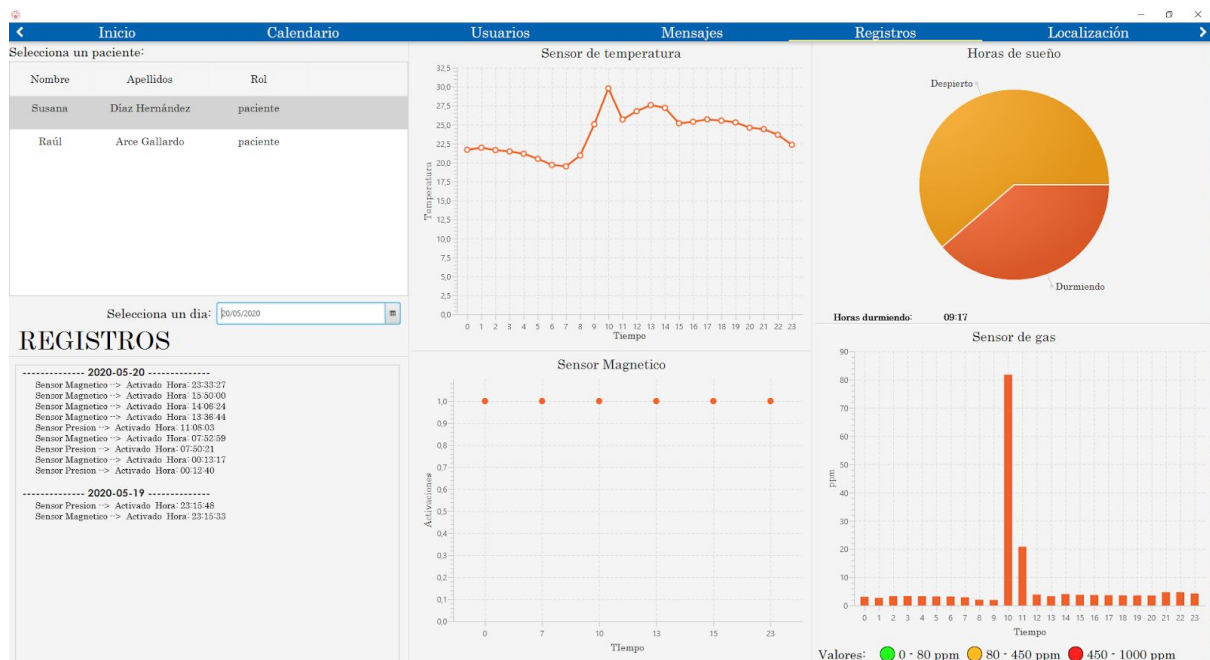 Inicio Calendario Usuarios Mensajes Registros Localización
Selecciona un paciente:
Nombre Apellidos Rol
Susana Díaz Hernández paciente
Raúl Arce Gallardo paciente
Selecciona un dia: 20/05/2020
REGISTROS
-------------- 2020-05-20 --------------
Sensor Magnetico --> Activado Hora: 23:33:27
Sensor Magnetico --> Activado Hora: 15:50:00
Sensor Magnetico --> Activado Hora: 14:06:24
Sensor Magnetico --> Activado Hora: 13:36:44
Sensor Presion --> Activado Hora: 11:08:03
Sensor Magnetico --> Activado Hora: 07:52:59
Sensor Presion --> Activado Hora: 07:50:21
Sensor Magnetico --> Activado Hora: 00:13:17
Sensor Presion --> Activado Hora: 00:12:40
-------------- 2020-05-19 --------------
Sensor Presion --> Activado Hora: 23:15:48
Sensor Magnetico --> Activado Hora: 23:15:33
Sensor de temperatura
Temperatura
32,5
30,0
27,5
25,0
22,5
20,0
17,5
15,0
12,5
10,0
7,5
5,0
2,5
0,0
0 1 2 3 4 5 6 7 8 9 10 11 12 13 14 15 16 17 18 19 20 21 22 23
Tiempo
Sensor Magnetico
Activaciones
1,0
0,9
0,8
0,7
0,6
0,5
0,4
0,3
0,2
0,1
0,0
0 7 10 13 15 23
TIempo
Horas de sueño
Despierto
Durmiendo
Horas durmiendo: 09:17
Sensor de gas
ppm
90
80
70
60
50
40
30
20
10
0
0 1 2 3 4 5 6 7 8 9 10 11 12 13 14 15 16 17 18 19 20 21 22 23
Tiempo
Valores: 0 - 80 ppm 80 - 450 ppm 450 - 1000 ppm